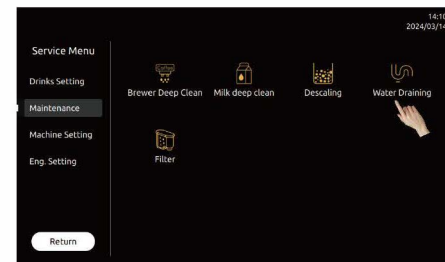 14:10
2024/03/14
Service Menu
Drinks Setting
Maintenance
Machine Setting
Eng. Setting
Return
Brewer Deep Clean
Milk deep clean
Descaling
Water Draining
Filter